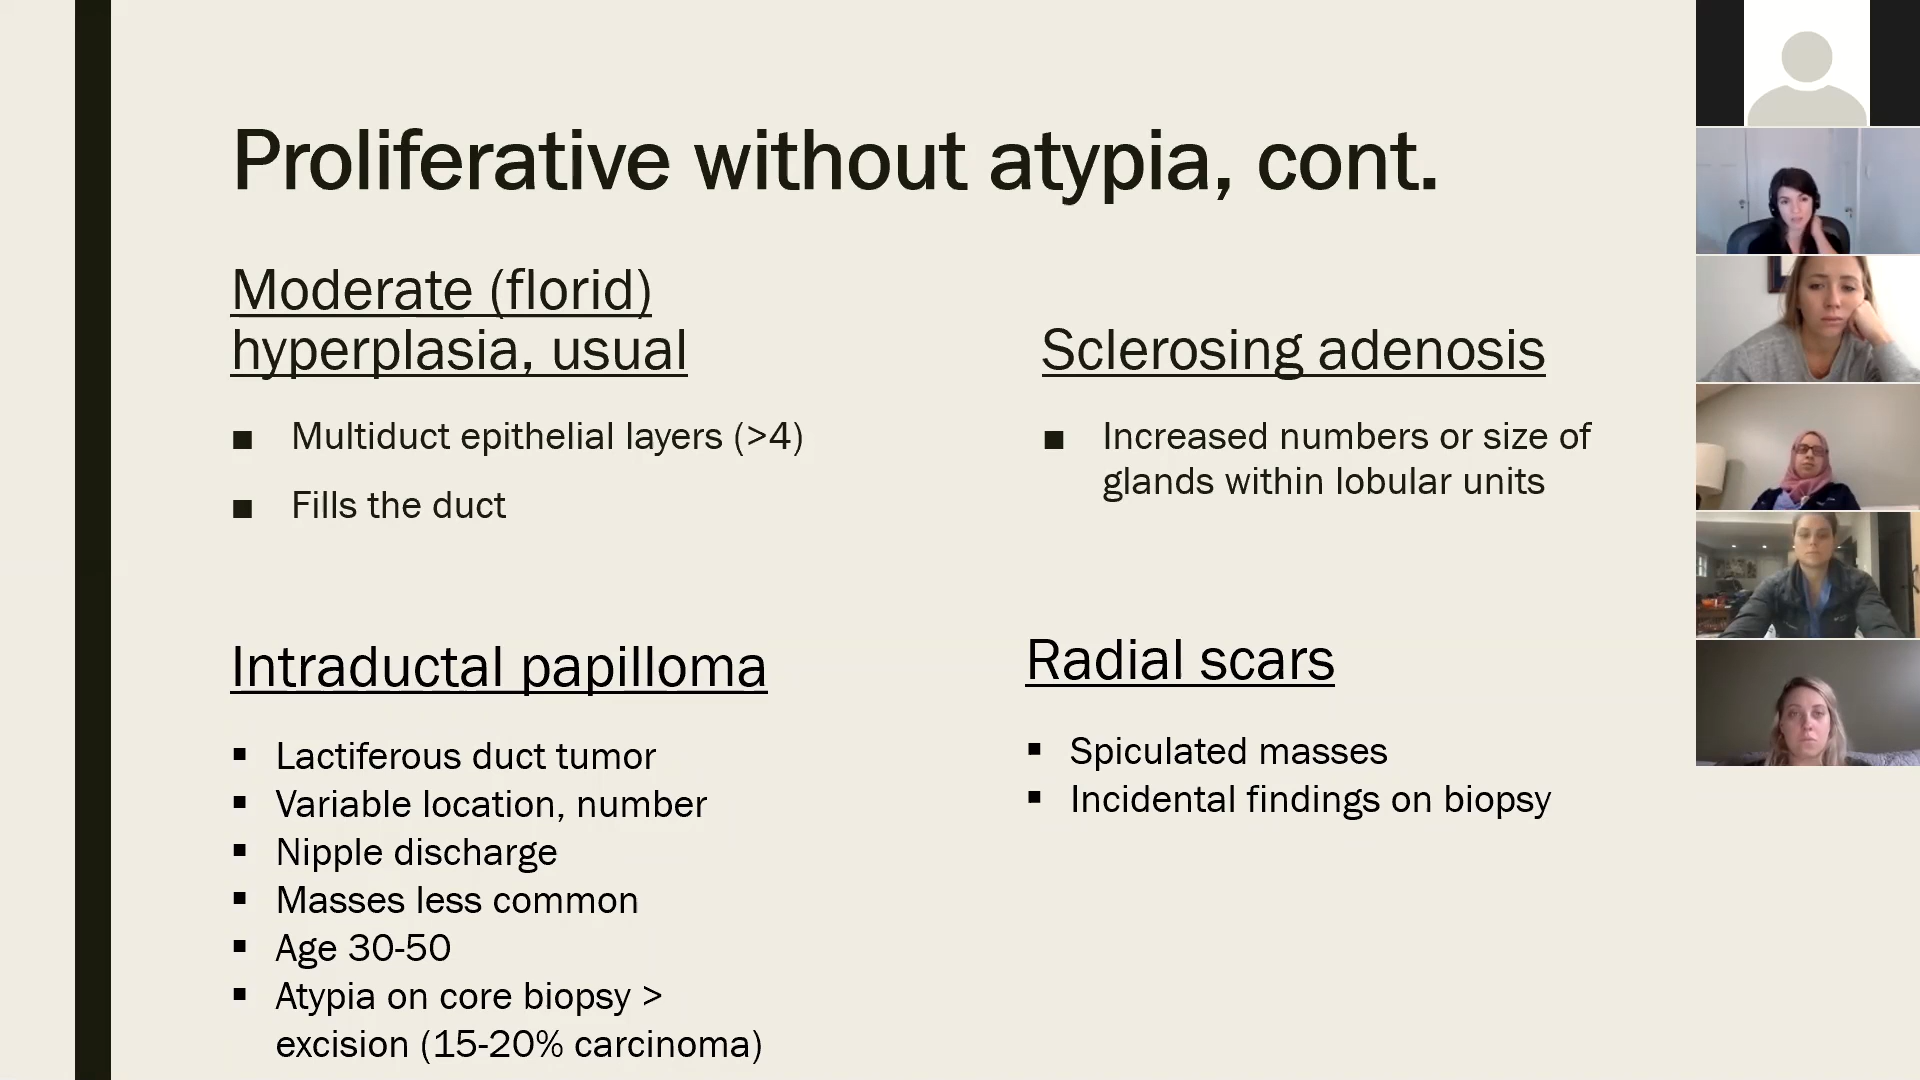 Proliferative without atypia, cont.
Moderate (florid)
hyperplasia, usual
■ Multiduct epithelial layers (>4)
■ Fills the duct
Sclerosing adenosis
■ Increased numbers or size of
glands within lobular units
Intraductal papilloma
▪ Lactiferous duct tumor
▪ Variable location, number
▪ Nipple discharge
▪ Masses less common
▪ Age 30-50
▪ Atypia on core biopsy >
excision (15-20% carcinoma)
Radial scars
▪ Spiculated masses
▪ Incidental findings on biopsy